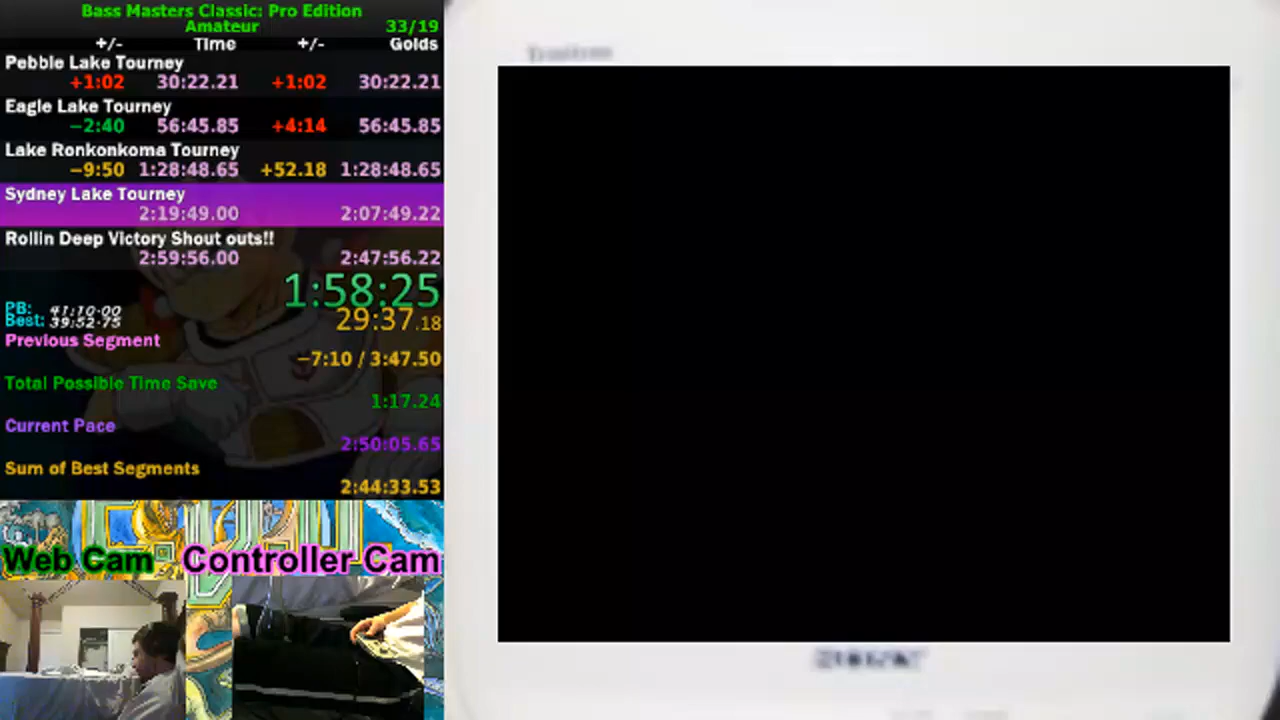 Bass Masters Classic: Pro Edition
Amateur 33/19
+/- Time +/- Golds
Pebble Lake Tourney
+1:02 30:22.21 +1:02 30:22.21
Eagle Lake Tourney
−2:40 56:45.85 +4:14 56:45.85
Lake Ronkonkoma Tourney
−9:50 1:28:48.65 +52.18 1:28:48.65
Sydney Lake Tourney
2:19:49.00 2:07:49.22
Rollin Deep Victory Shout outs!!
2:59:56.00 2:47:56.22
1:58:25
PB: 41:10.00
Best: 39:52.75
29:37.18
Previous Segment
−7:10 / 3:47.50
Total Possible Time Save
1:17.24
Current Pace
2:50:05.65
Sum of Best Segments
2:44:33.53
Web Cam Controller Cam